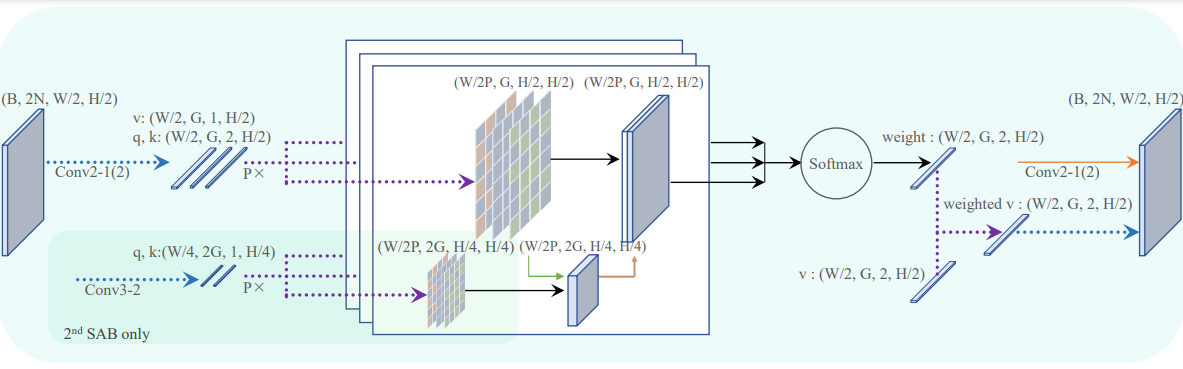 (B, 2N, W/2, H/2)
v: (W/2, G, 1, H/2)
q, k: (W/2, G, 2, H/2)
Conv2-1(2)
P×
(W/2P, G, H/2, H/2) (W/2P, G, H/2, H/2)
Softmax
weight : (W/2, G, 2, H/2)
(B, 2N, W/2, H/2)
Conv2-1(2)
weighted v : (W/2, G, 2, H/2)
v : (W/2, G, 2, H/2)
q, k:(W/4, 2G, 1, H/4)
Conv3-2
P×
(W/2P, 2G, H/4, H/4) (W/2P, 2G, H/4, H/4)
2nd SAB only